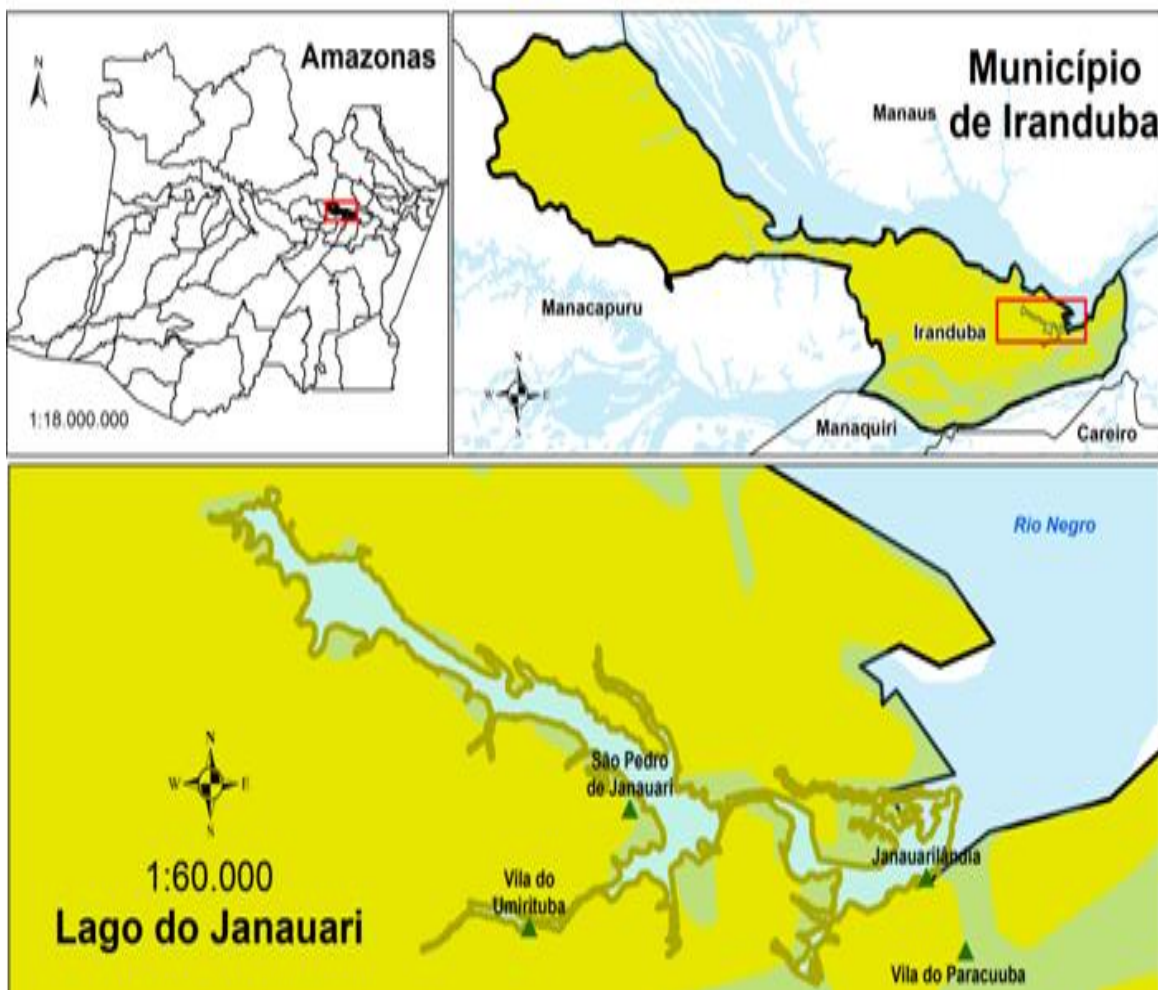 N
Amazonas
1:18.000.000
Município
de Iranduba
Manaus
Manacapuru
Iranduba
N
W E
S
Manaquiri
Careiro
Rio Negro
São Pedro
de Janauari
N
W E
S
1:60.000
Lago do Janauari
Janauarilândia
Vila do
Umirituba
Vila do Paracuuba